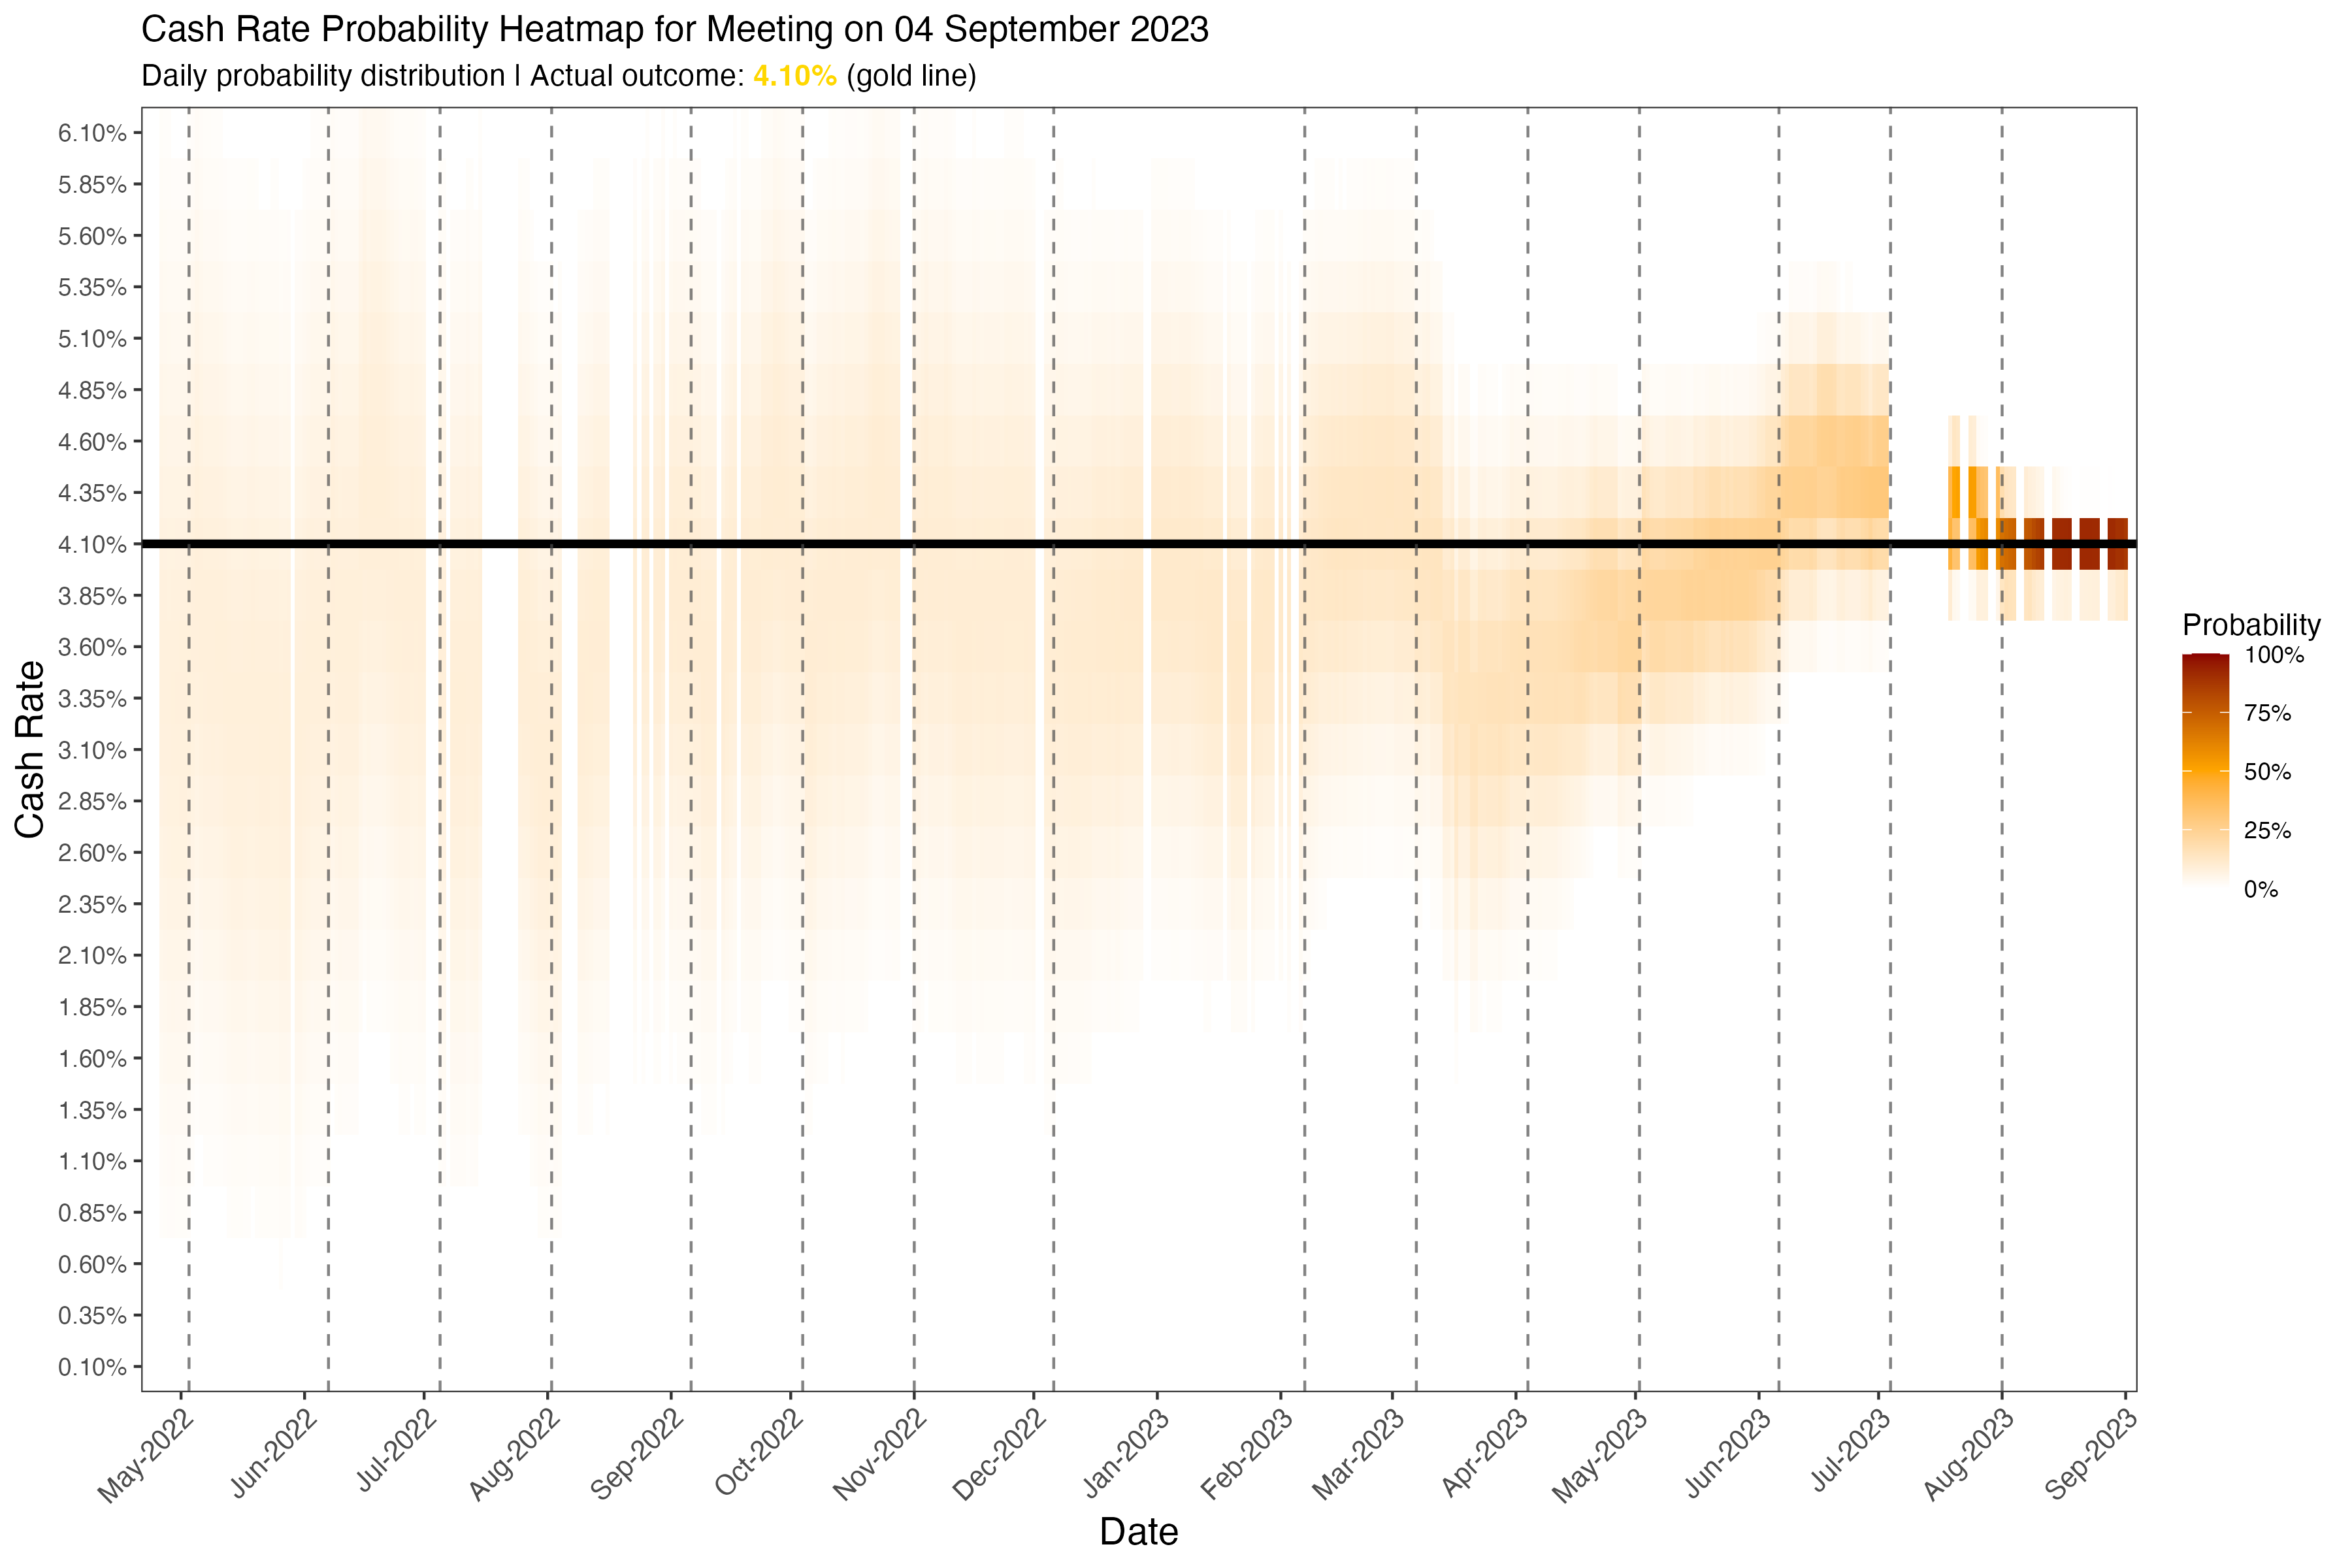 Cash Rate Probability Heatmap for Meeting on 04 September 2023
Daily probability distribution | Actual outcome: 4.10% (gold line)
Cash Rate
6.10%
5.85%
5.60%
5.35%
5.10%
4.85%
4.60%
4.35%
4.10%
3.85%
3.60%
3.35%
3.10%
2.85%
2.60%
2.35%
2.10%
1.85%
1.60%
1.35%
1.10%
0.85%
0.60%
0.35%
0.10%
May-2022
Jun-2022
Jul-2022
Aug-2022
Sep-2022
Oct-2022
Nov-2022
Dec-2022
Jan-2023
Feb-2023
Mar-2023
Apr-2023
May-2023
Jun-2023
Jul-2023
Aug-2023
Sep-2023
Date
Probability
100%
75%
50%
25%
0%